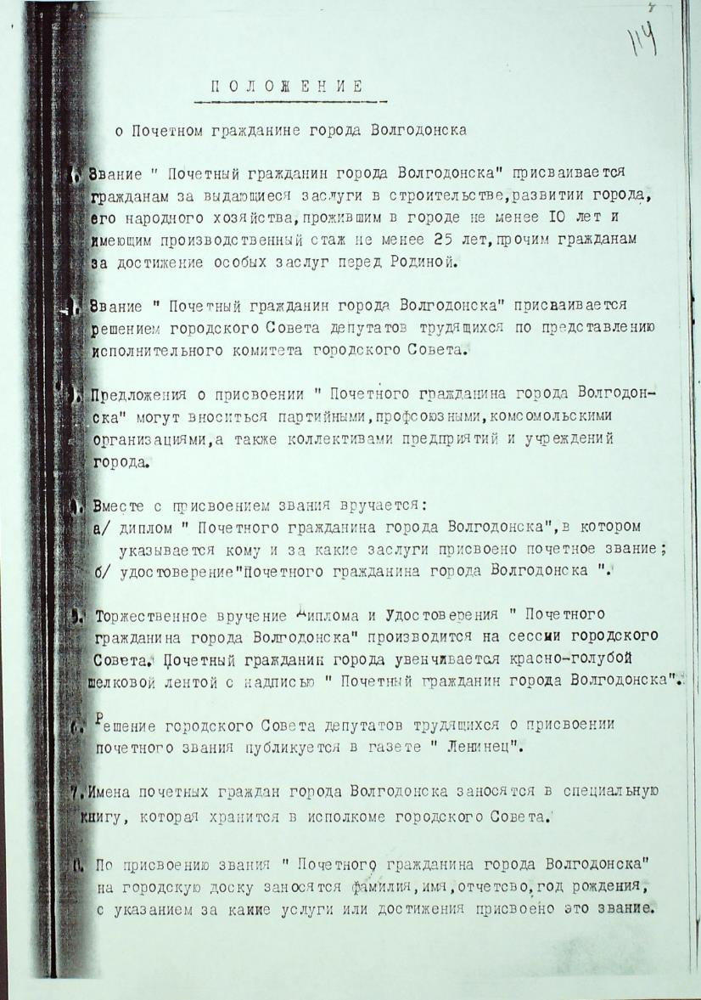 114
П О Л О Ж Е Н И Е
о Почетном гражданине города Волгодонска
1. Звание " Почетный гражданин города Волгодонска" присваивается
гражданам за выдающиеся заслуги в строительстве,развитии города,
его народного хозяйства,прожившим в городе не менее 10 лет и
имеющим производственный стаж не менее 25 лет,прочим гражданам
за достижение особых заслуг перед Родиной.
2. Звание " Почетный гражданин города Волгодонска" присваивается
решением городского Совета депутатов трудящихся по представлению
исполнительного комитета городского Совета.
3. Предложения о присвоении " Почетного гражданина города Волгодон-
ска" могут вноситься партийными,профсоюзными,комсомольскими
организациями,а также коллективами предприятий и учреждений
города.
4. Вместе с присвоением звания вручается:
а/ диплом " Почетного гражданина города Волгодонска",в котором
указывается кому и за какие заслуги присвоено почетное звание;
б/ удостоверение"Почетного гражданина города Волгодонска ".
5. Торжественное вручение Диплома и Удостоверения " Почетного
гражданина города Волгодонска" производится на сессии городского
Совета. Почетный гражданин города увенчивается красно-голубой
шелковой лентой с надписью " Почетный гражданин города Волгодонска".
6. Решение городского Совета депутатов трудящихся о присвоении
почетного звания публикуется в газете " Ленинец".
7.Имена почетных граждан города Волгодонска заносятся в специальную
книгу, которая хранится в исполкоме городского Совета.
8. По присвоению звания " Почетного гражданина города Волгодонска"
на городскую доску заносятся фамилия,имя,отчетсво,год рождения,
с указанием за какие услуги или достижения присвоено это звание.